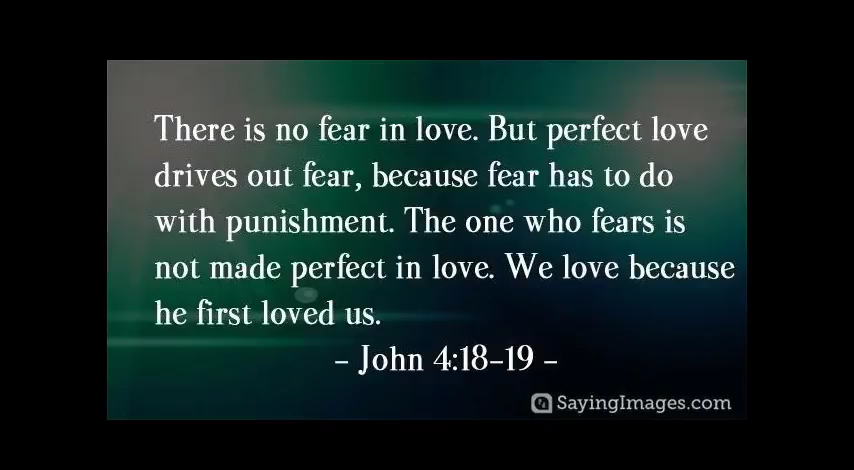 There is no fear in love. But perfect love
drives out fear, because fear has to do
with punishment. The one who fears is
not made perfect in love. We love because
he first loved us.
– John 4:18–19 –
SayingImages.com